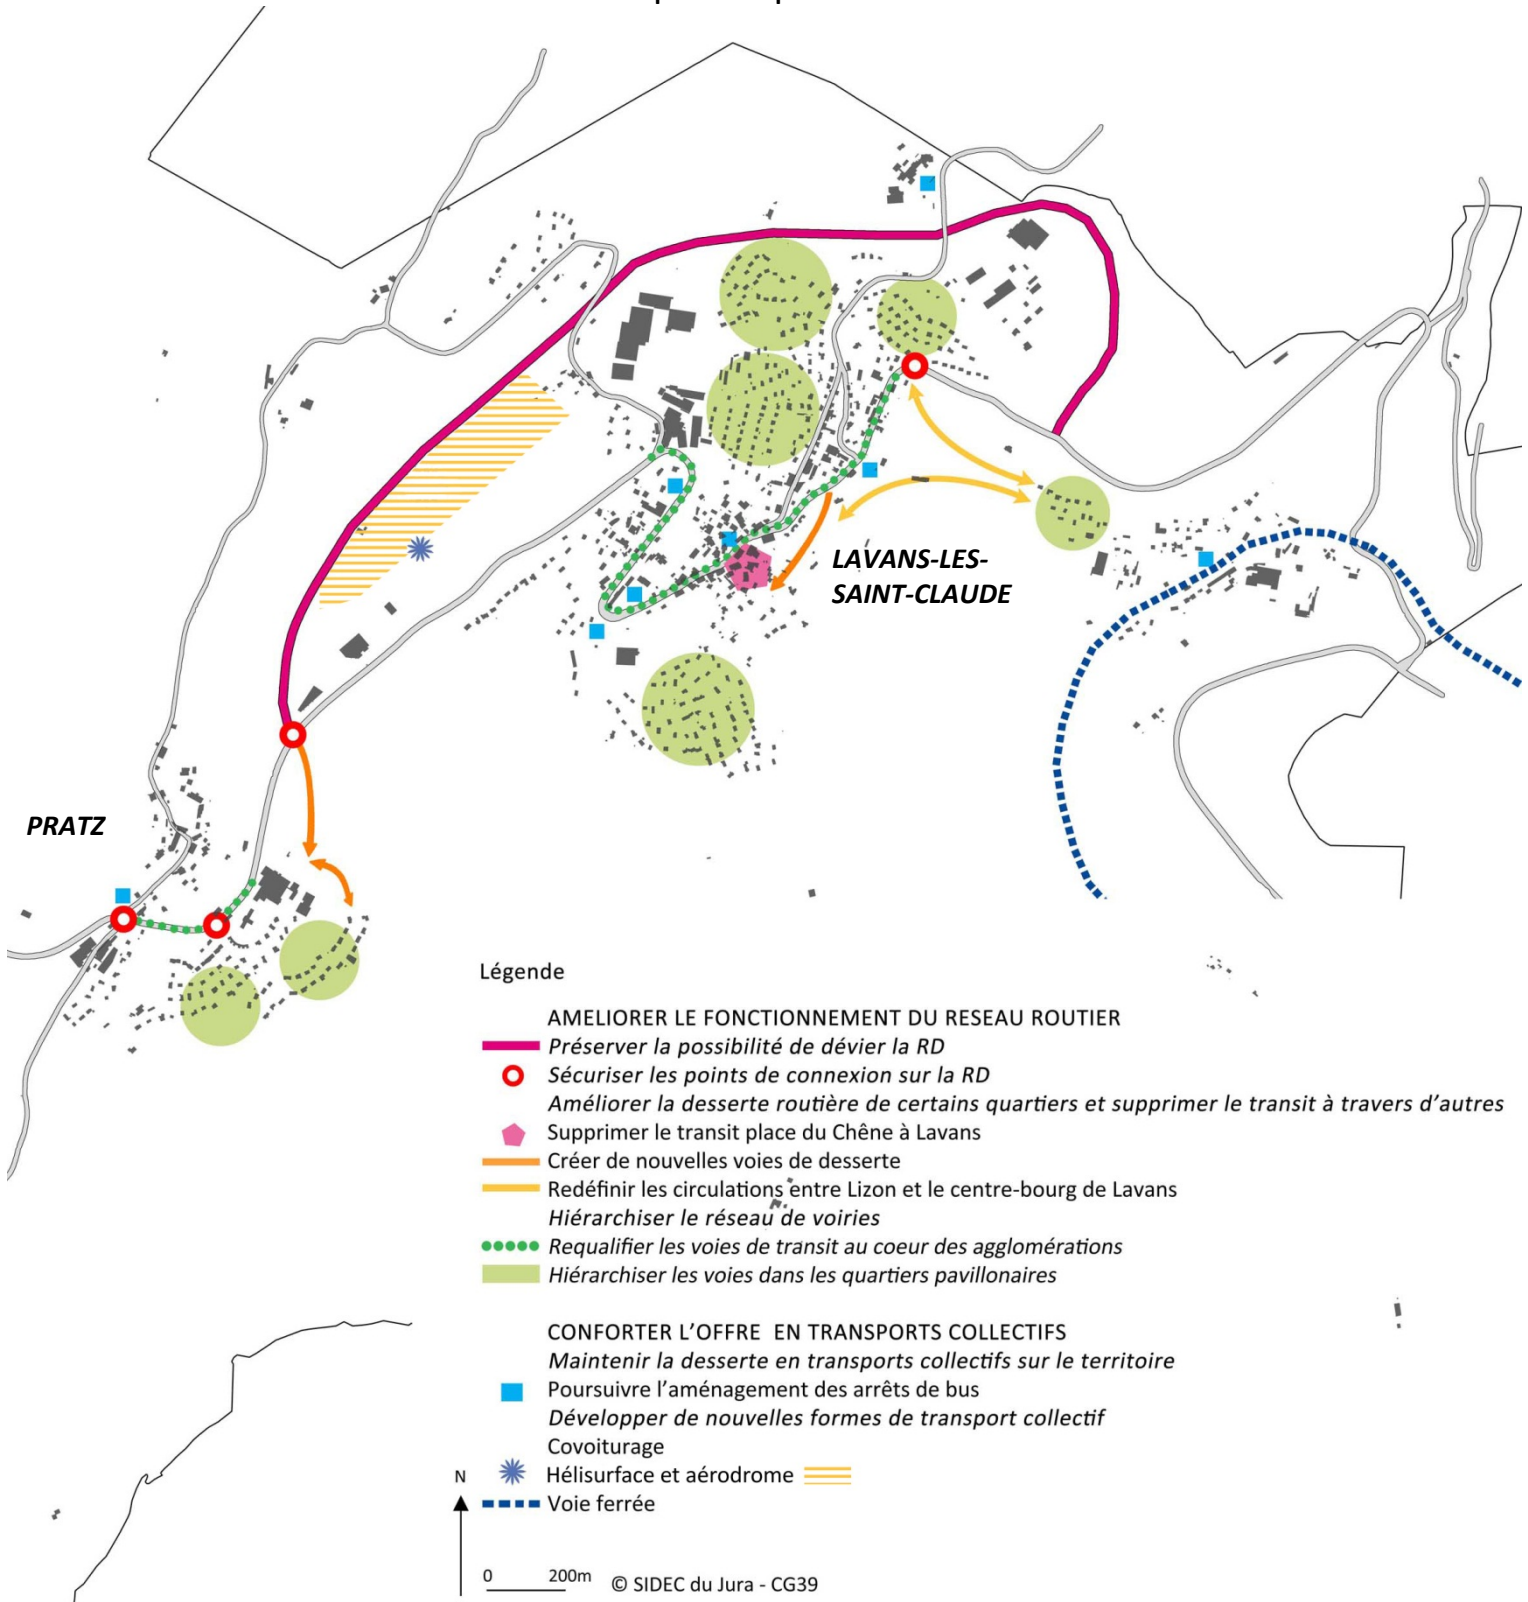 LAVANS-LES-
SAINT-CLAUDE
PRATZ
Légende
AMELIORER LE FONCTIONNEMENT DU RESEAU ROUTIER
Préserver la possibilité de dévier la RD
Sécuriser les points de connexion sur la RD
Améliorer la desserte routière de certains quartiers et supprimer le transit à travers d'autres
Supprimer le transit place du Chêne à Lavans
Créer de nouvelles voies de desserte
Redéfinir les circulations entre Lizon et le centre-bourg de Lavans
Hiérarchiser le réseau de voiries
Requalifier les voies de transit au coeur des agglomérations
Hiérarchiser les voies dans les quartiers pavillonaires
CONFORTER L'OFFRE EN TRANSPORTS COLLECTIFS
Maintenir la desserte en transports collectifs sur le territoire
Poursuivre l'aménagement des arrêts de bus
Développer de nouvelles formes de transport collectif
Covoiturage
Hélisurface et aérodrome
Voie ferrée
N
0 200m © SIDEC du Jura - CG39